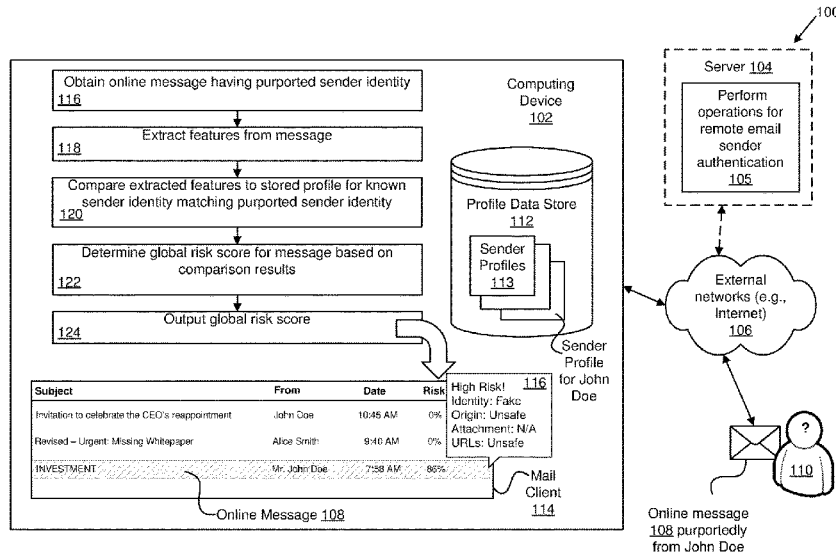 100
Obtain online message having purported sender identity
116
Extract features from message
118
Compare extracted features to stored profile for known
sender identity matching purported sender identity
120
Determine global risk score for message based on
comparison results
122
Output global risk score
124
Computing
Device
102
Profile Data Store
112
Sender
Profiles
113
Sender
Profile
for John
Doe
Server 104
Perform
operations for
remote email
sender
authentication
105
External
networks (e.g.,
Internet)
106
?
110
Online message
108 purportedly
from John Doe
Subject From Date Risk
Invitation to celebrate the CEO's reappointment John Doe 10:45 AM 0%
Revised – Urgent: Missing Whitepaper Alice Smith 9:40 AM 0%
INVESTMENT Mr. John Doe 7:38 AM 86%
116
High Risk!
Identity: Fake
Origin: Unsafe
Attachment: N/A
URLs: Unsafe
Mail
Client
114
Online Message 108